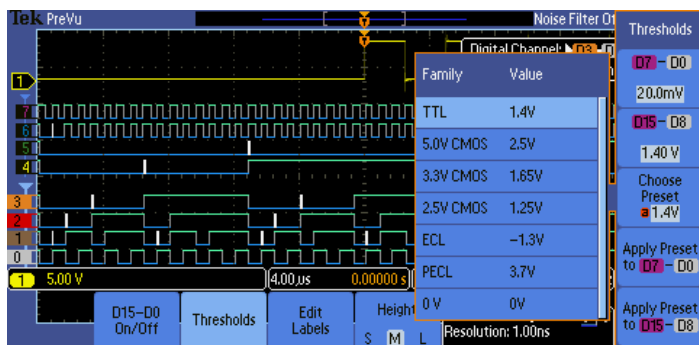 Tek PreVu
Noise Filter Of
Digital Channel: D3
Thresholds
D7 - D0
20.0mV
D15 - D8
1.40 V
Choose
Preset
a 1.4V
Apply Preset
to D7 - D0
Apply Preset
to D15 - D8
Family Value
TTL 1.4V
5.0V CMOS 2.5V
3.3V CMOS 1.65V
2.5V CMOS 1.25V
ECL -1.3V
PECL 3.7V
0 V 0V
1
7
6
5
4
3
2
1
0
1 5.00 V 4.00µs 0.00000 s
D15-D0
On/Off
Thresholds
Edit
Labels
Height
S M L
Resolution: 1.00ns